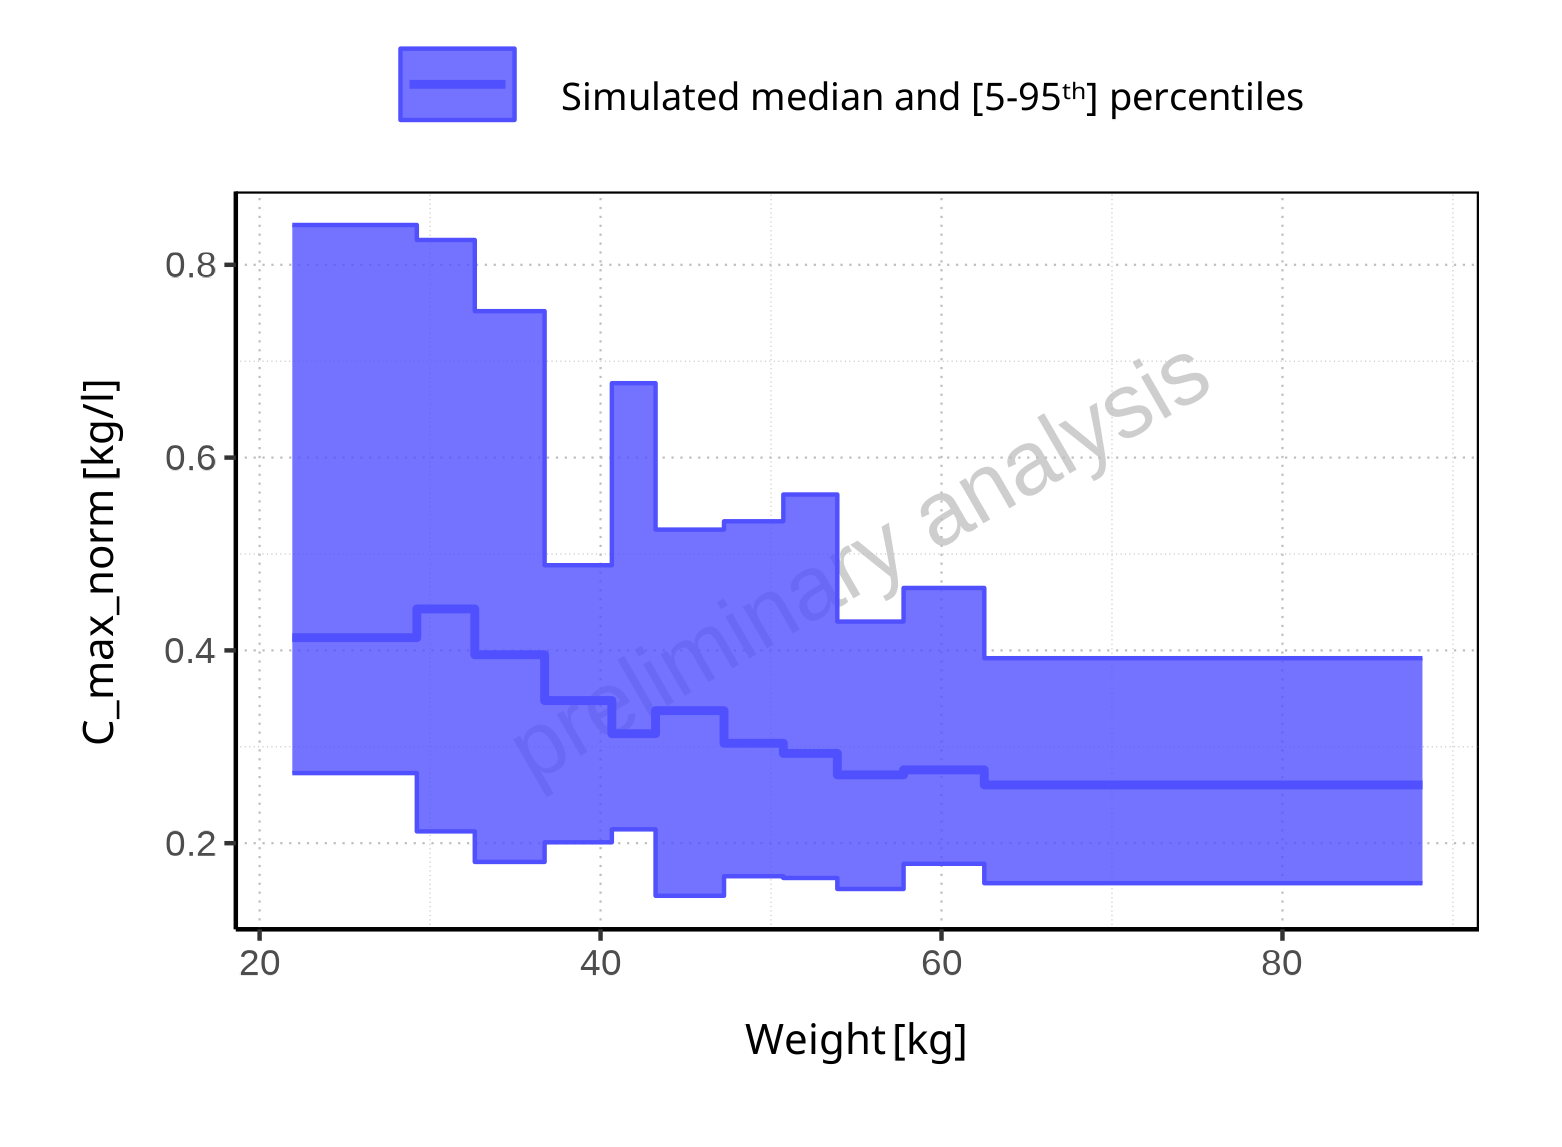 Simulated median and [5-95ᵗʰ] percentiles
0.8
0.6
0.4
0.2
C_max_norm [kg/l]
preliminary analysis
20 40 60 80
Weight [kg]